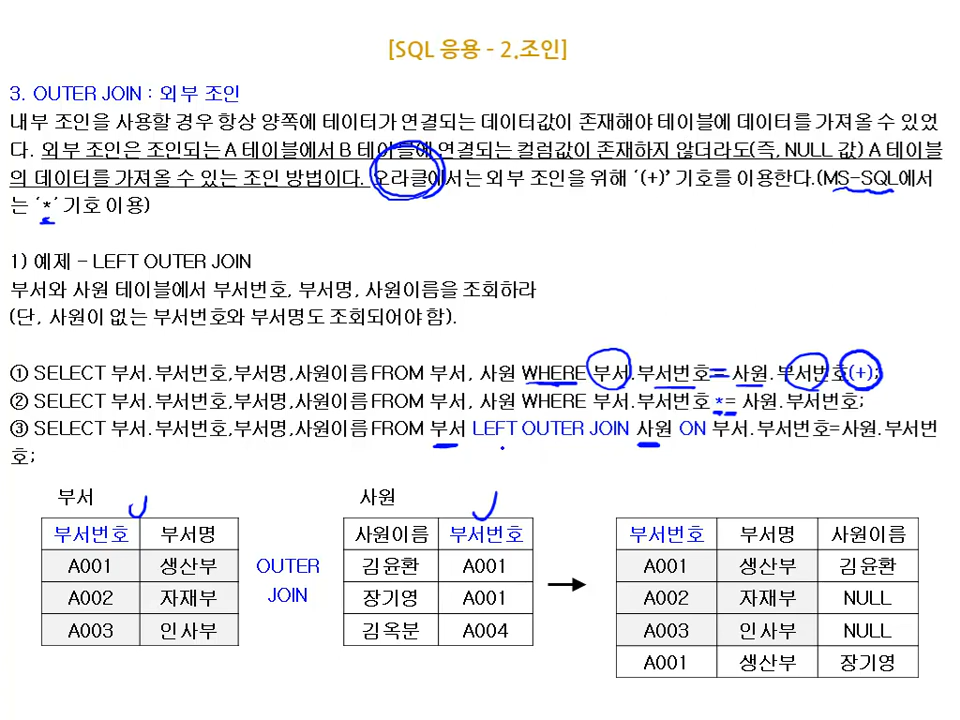 [SQL 응용 - 2.조인]
3. OUTER JOIN : 외부 조인
내부 조인을 사용할 경우 항상 양쪽에 테이터가 연결되는 데이터값이 존재해야 테이블에 데이터를 가져올 수 있었
다. 외부 조인은 조인되는 A 테이블에서 B 테이블에 연결되는 컬럼값이 존재하지 않더라도(즉, NULL 값) A 테이블
의 데이터를 가져올 수 있는 조인 방법이다. 오라클에서는 외부 조인을 위해 '(+)' 기호를 이용한다.(MS-SQL에서
는 '*' 기호 이용)
1) 예제 - LEFT OUTER JOIN
부서와 사원 테이블에서 부서번호, 부서명, 사원이름을 조회하라
(단, 사원이 없는 부서번호와 부서명도 조회되어야 함).
① SELECT 부서.부서번호,부서명,사원이름 FROM 부서, 사원 WHERE 부서.부서번호 = 사원.부서번호(+);
② SELECT 부서.부서번호,부서명,사원이름 FROM 부서, 사원 WHERE 부서.부서번호 *= 사원.부서번호;
③ SELECT 부서.부서번호,부서명,사원이름 FROM 부서 LEFT OUTER JOIN 사원 ON 부서.부서번호=사원.부서번
호;
부서 사원
부서번호 부서명 사원이름 부서번호 부서번호 부서명 사원이름
A001 생산부 OUTER 김윤환 A001 A001 생산부 김윤환
A002 자재부 JOIN 장기영 A001 A002 자재부 NULL
A003 인사부 김옥분 A004 A003 인사부 NULL
A001 생산부 장기영